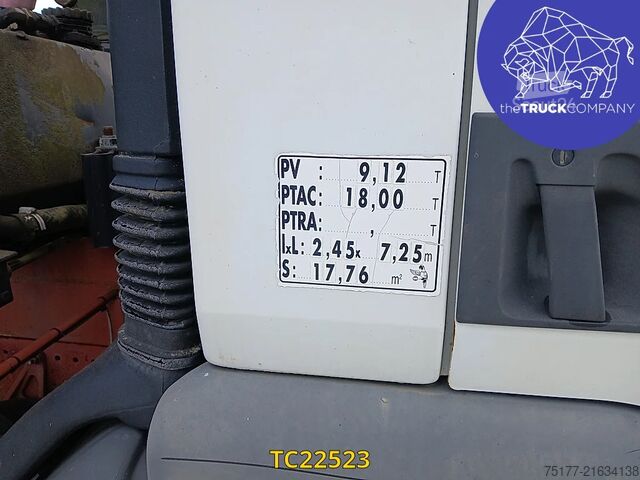 theTRUCKCOMPANY
PV : 9,12 T
PTAC: 18,00 T
PTRA: , T
lxL: 2,45x 7,25m
S: 17,76 m²
TC22523
75177-21634138